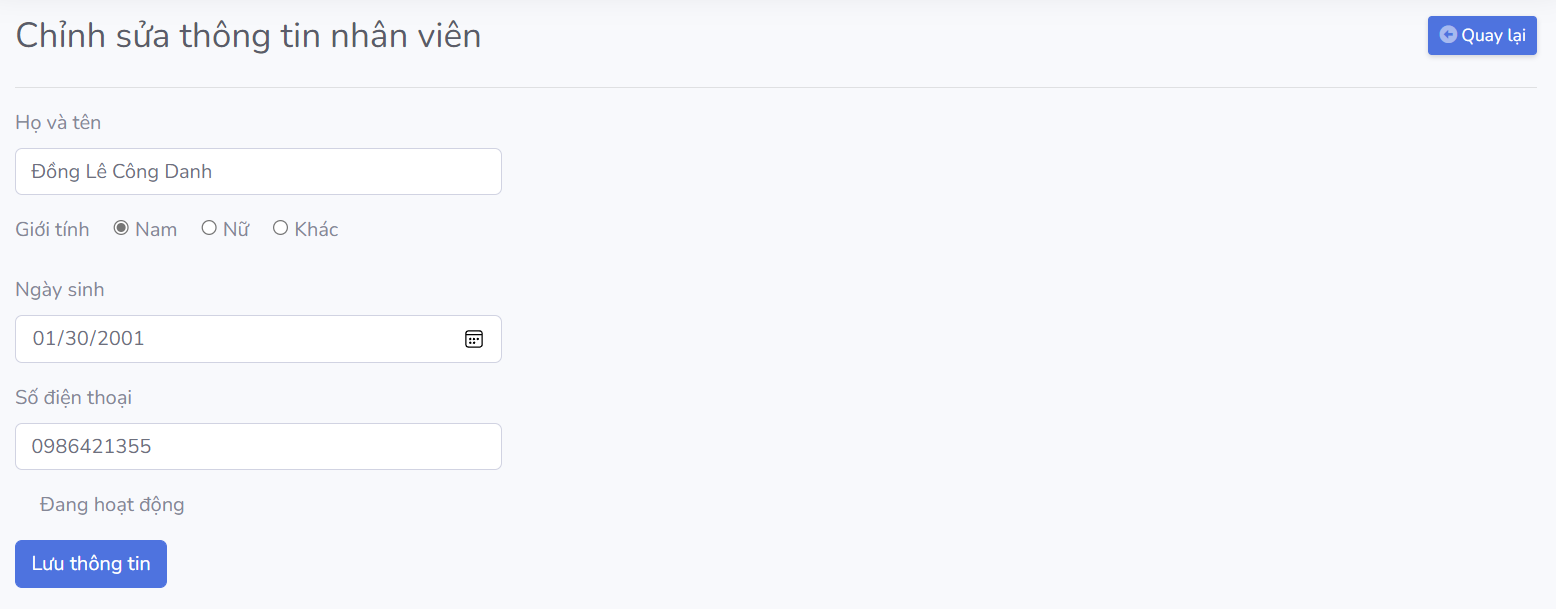 Chỉnh sửa thông tin nhân viên
Quay lại
Họ và tên
Đồng Lê Công Danh
Giới tính Nam Nữ Khác
Ngày sinh
01/30/2001
Số điện thoại
0986421355
Đang hoạt động
Lưu thông tin